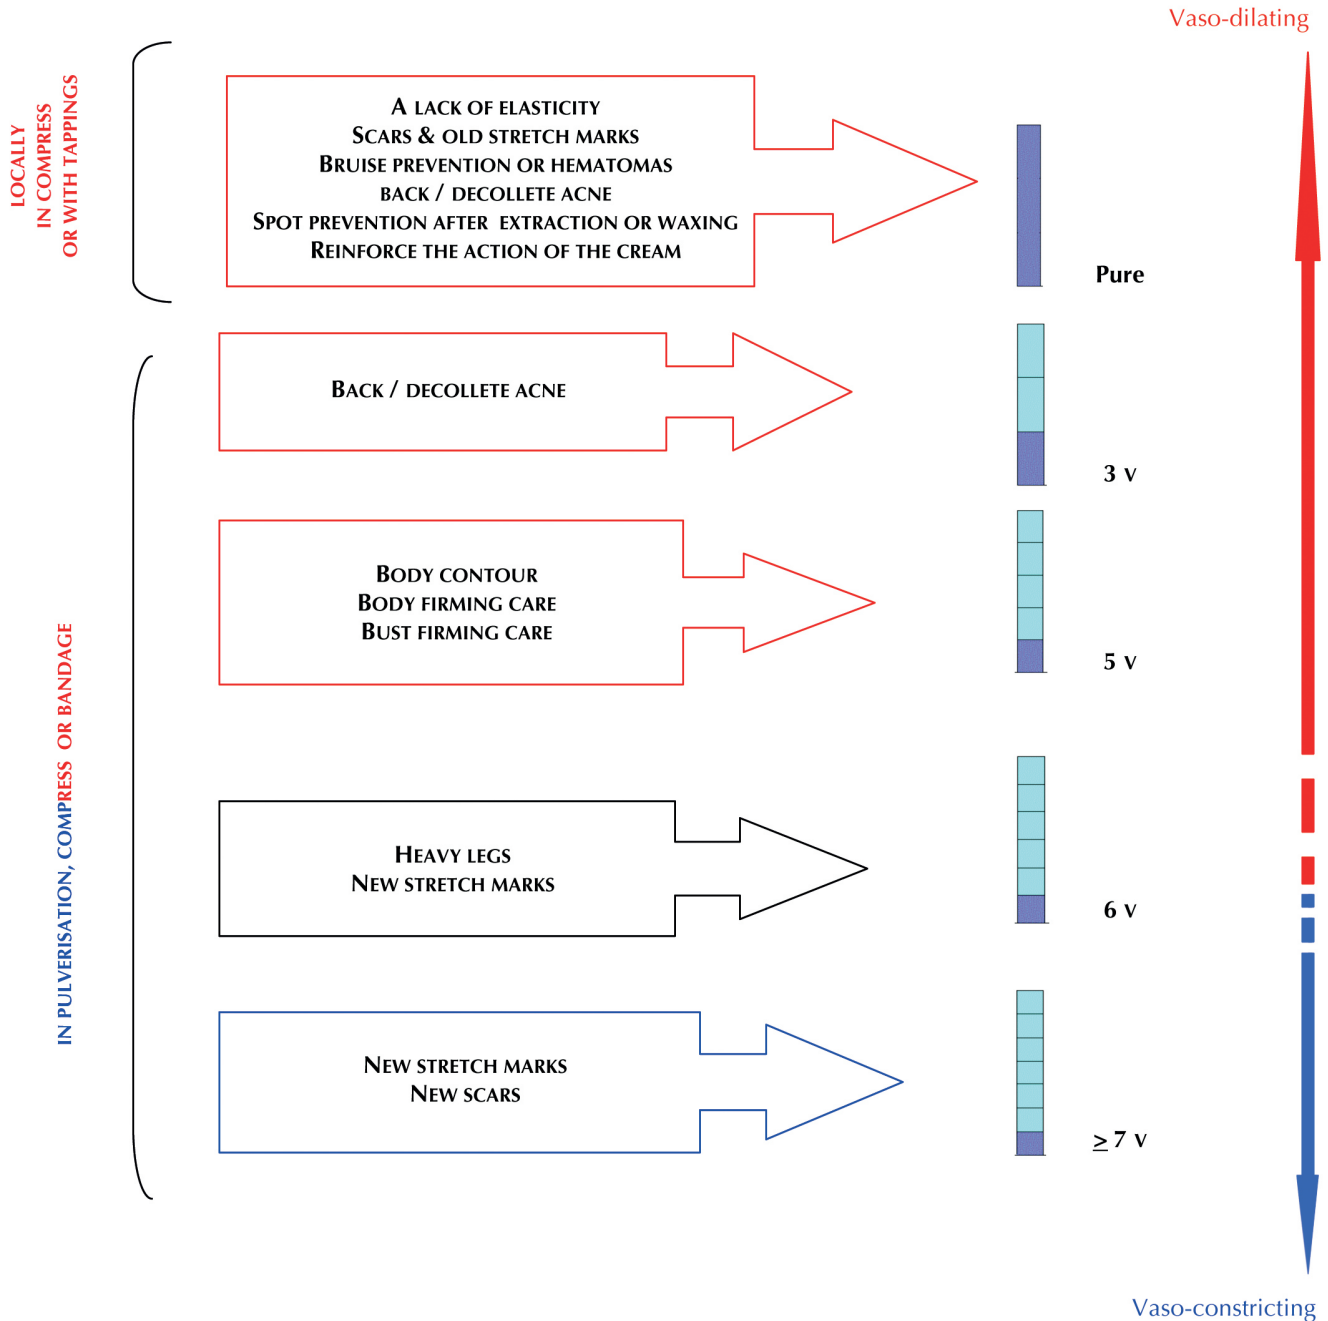 Vaso-dilating
LOCALLY
IN COMPRESS
OR WITH TAPPINGS
A LACK OF ELASTICITY
SCARS & OLD STRETCH MARKS
BRUISE PREVENTION OR HEMATOMAS
BACK / DECOLLETE ACNE
SPOT PREVENTION AFTER EXTRACTION OR WAXING
REINFORCE THE ACTION OF THE CREAM
Pure
BACK / DECOLLETE ACNE
3 V
IN PULVERISATION, COMPRESS OR BANDAGE
BODY CONTOUR
BODY FIRMING CARE
BUST FIRMING CARE
5 V
HEAVY LEGS
NEW STRETCH MARKS
6 V
NEW STRETCH MARKS
NEW SCARS
≥ 7 V
Vaso-constricting